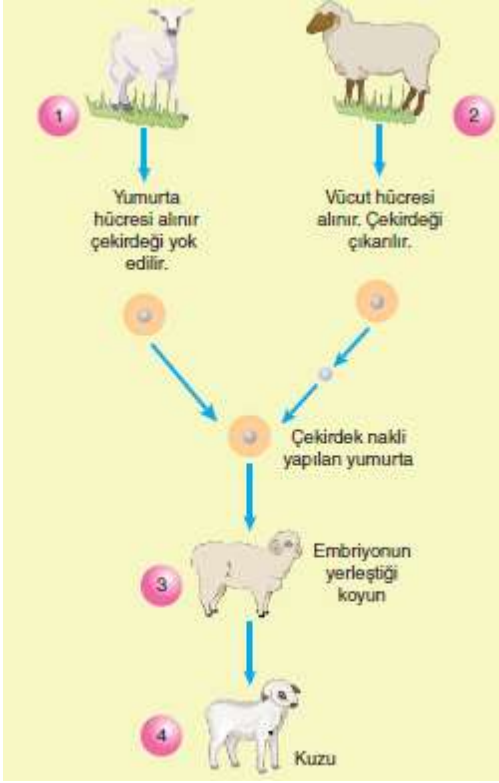 1
2
Yumurta
hücresi alınır
çekirdeği yok
edilir.
Vücut hücresi
alınır. Çekirdeği
çıkarılır.
Çekirdek nakli
yapılan yumurta
3
Embriyonun
yerleştiği
koyun
4
Kuzu